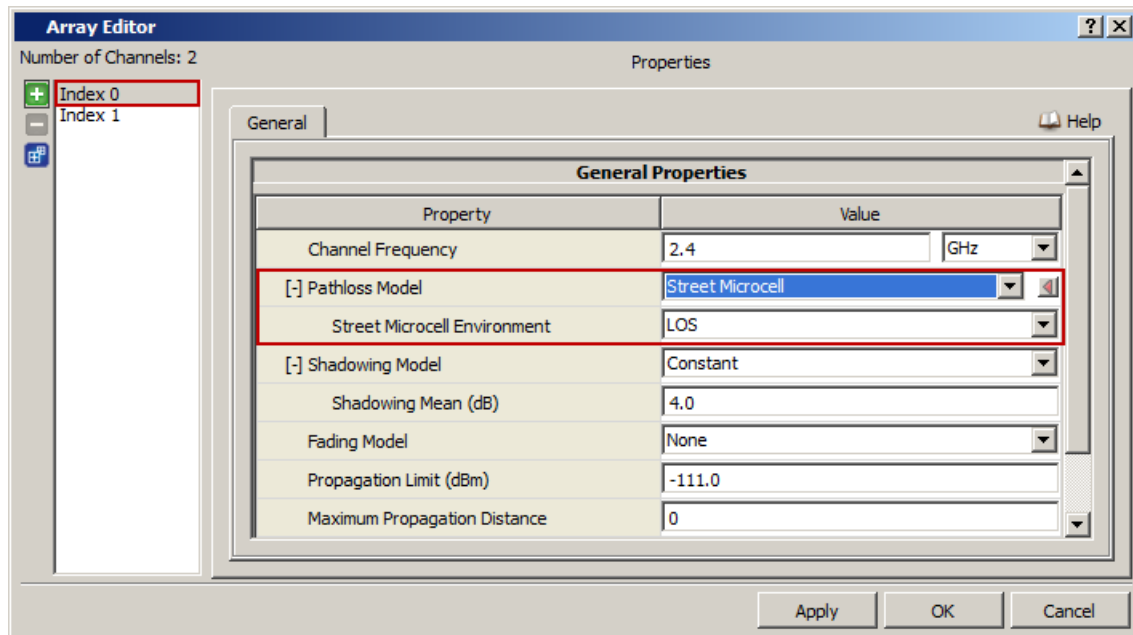 Array Editor
Number of Channels: 2
Properties
Index 0
Index 1
General
Help
General Properties
Property Value
Channel Frequency 2.4 GHz
[-] Pathloss Model Street Microcell
Street Microcell Environment LOS
[-] Shadowing Model Constant
Shadowing Mean (dB) 4.0
Fading Model None
Propagation Limit (dBm) -111.0
Maximum Propagation Distance 0
Apply OK Cancel